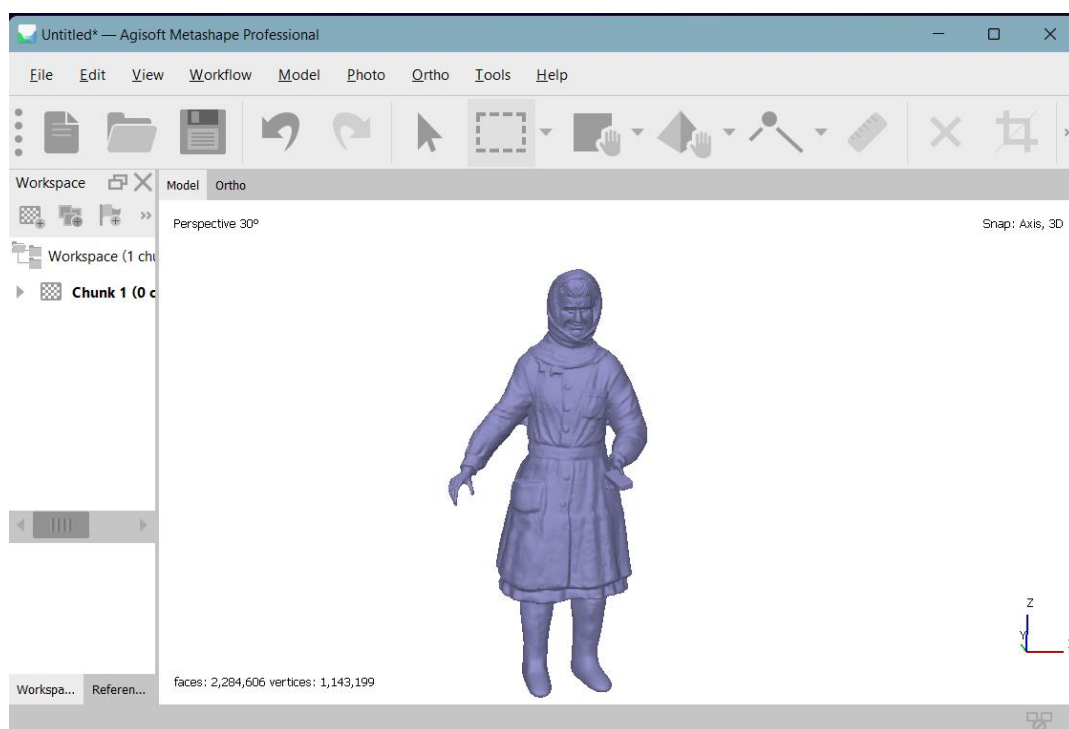 Untitled* — Agisoft Metashape Professional
File Edit View Workflow Model Photo Ortho Tools Help
Workspace
Model Ortho
Perspective 30°
Snap: Axis, 3D
Workspace (1 chu
Chunk 1 (0 c
Z
Y
faces: 2,284,606 vertices: 1,143,199
Workspa... Referen...